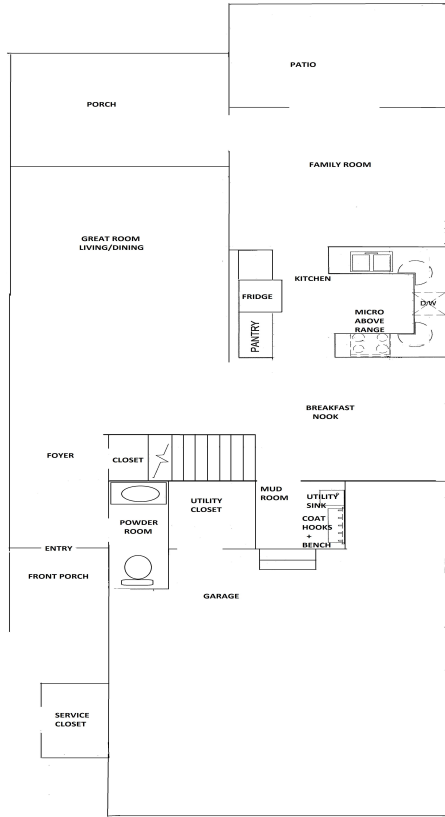 PATIO
PORCH
FAMILY ROOM
GREAT ROOM
LIVING/DINING
KITCHEN
FRIDGE
D/W
MICRO
ABOVE
RANGE
PANTRY
BREAKFAST
NOOK
FOYER
CLOSET
MUD
ROOM
UTILITY
CLOSET
UTILITY
SINK
COAT
HOOKS
+
BENCH
POWDER
ROOM
ENTRY
FRONT PORCH
GARAGE
SERVICE
CLOSET